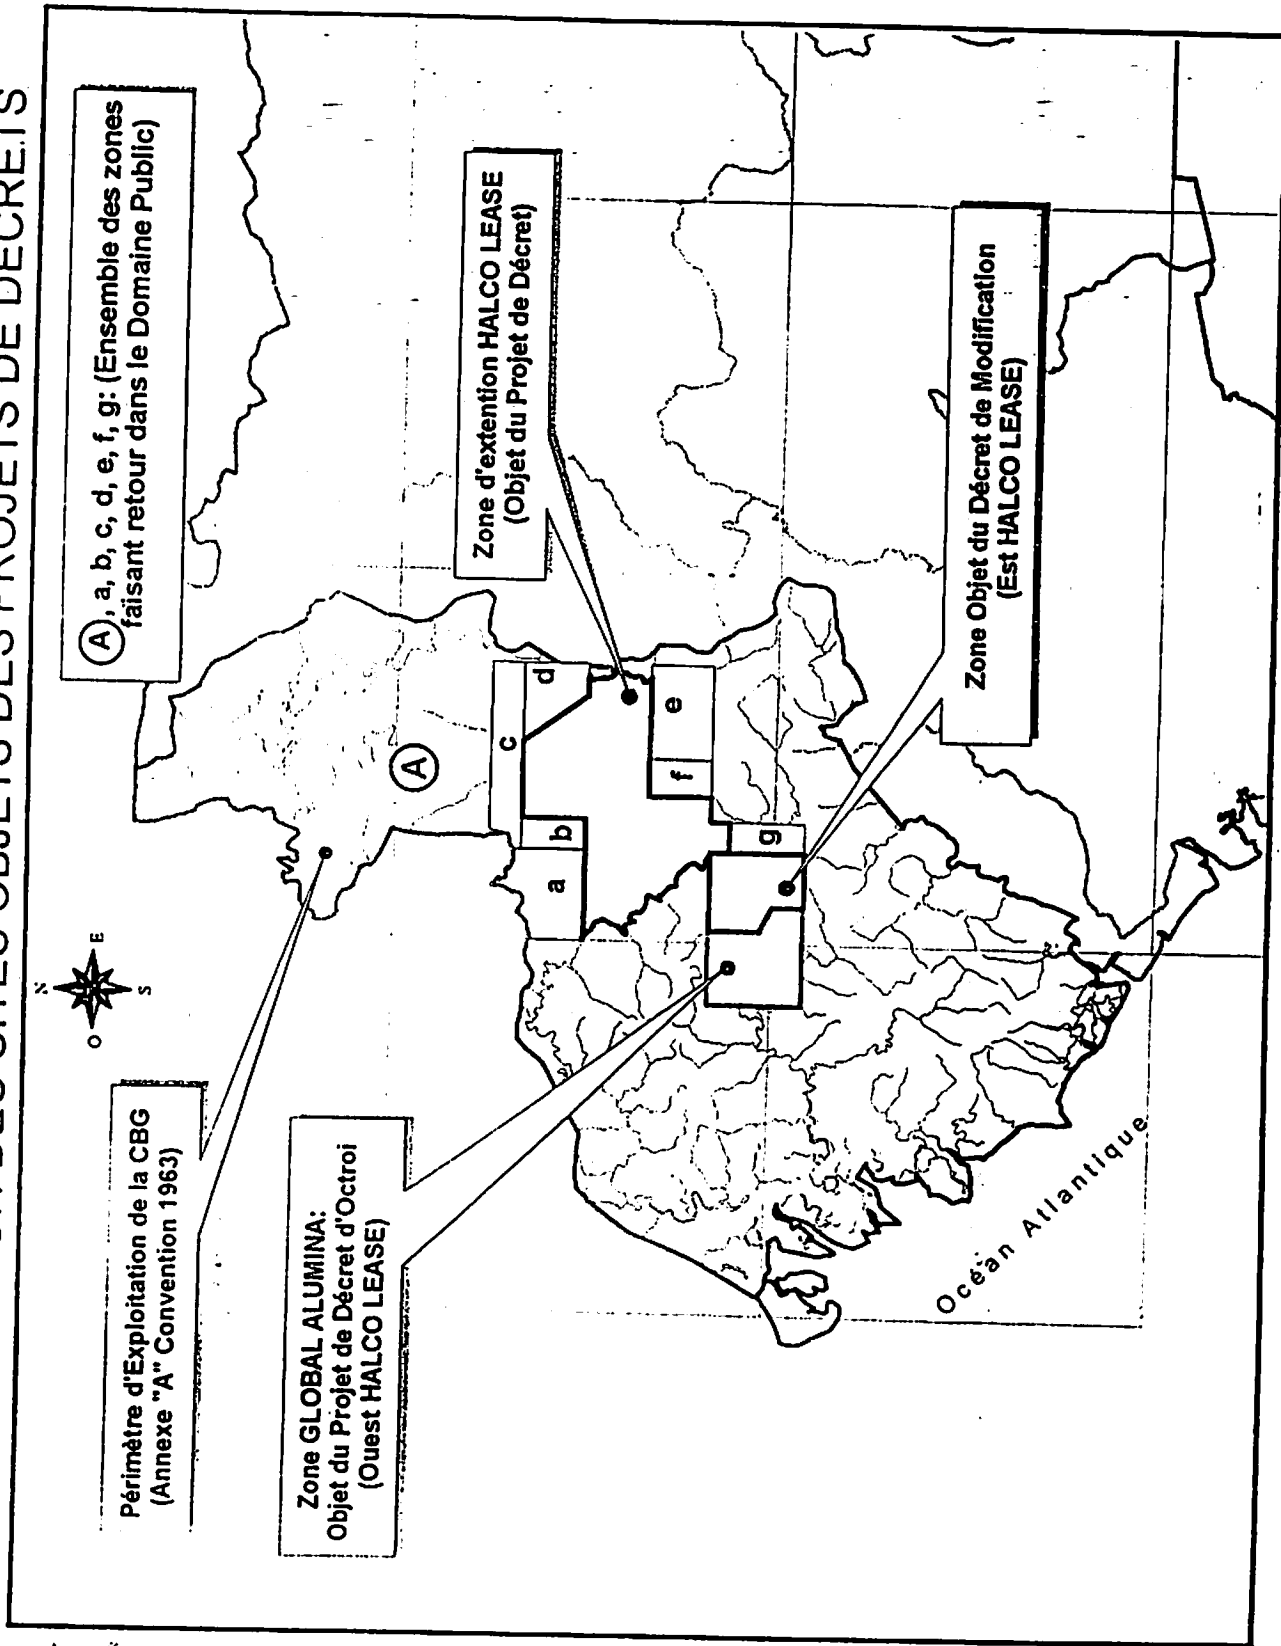 DES SITES OBJETS DES PROJETS DE DECRETS
Périmètre d'Exploitation de la CBG
(Annexe "A" Convention 1963)
N
O
E
S
(A), a, b, c, d, e, f, g: (Ensemble des zones
faisant retour dans le Domaine Public)
Zone GLOBAL ALUMINA:
Objet du Projet de Décret d'Octroi
(Ouest HALCO LEASE)
Zone d'extention HALCO LEASE
(Objet du Projet de Décret)
A
a
b
c
d
e
f
g
Zone Objet du Décret de Modification
(Est HALCO LEASE)
Océan Atlantique